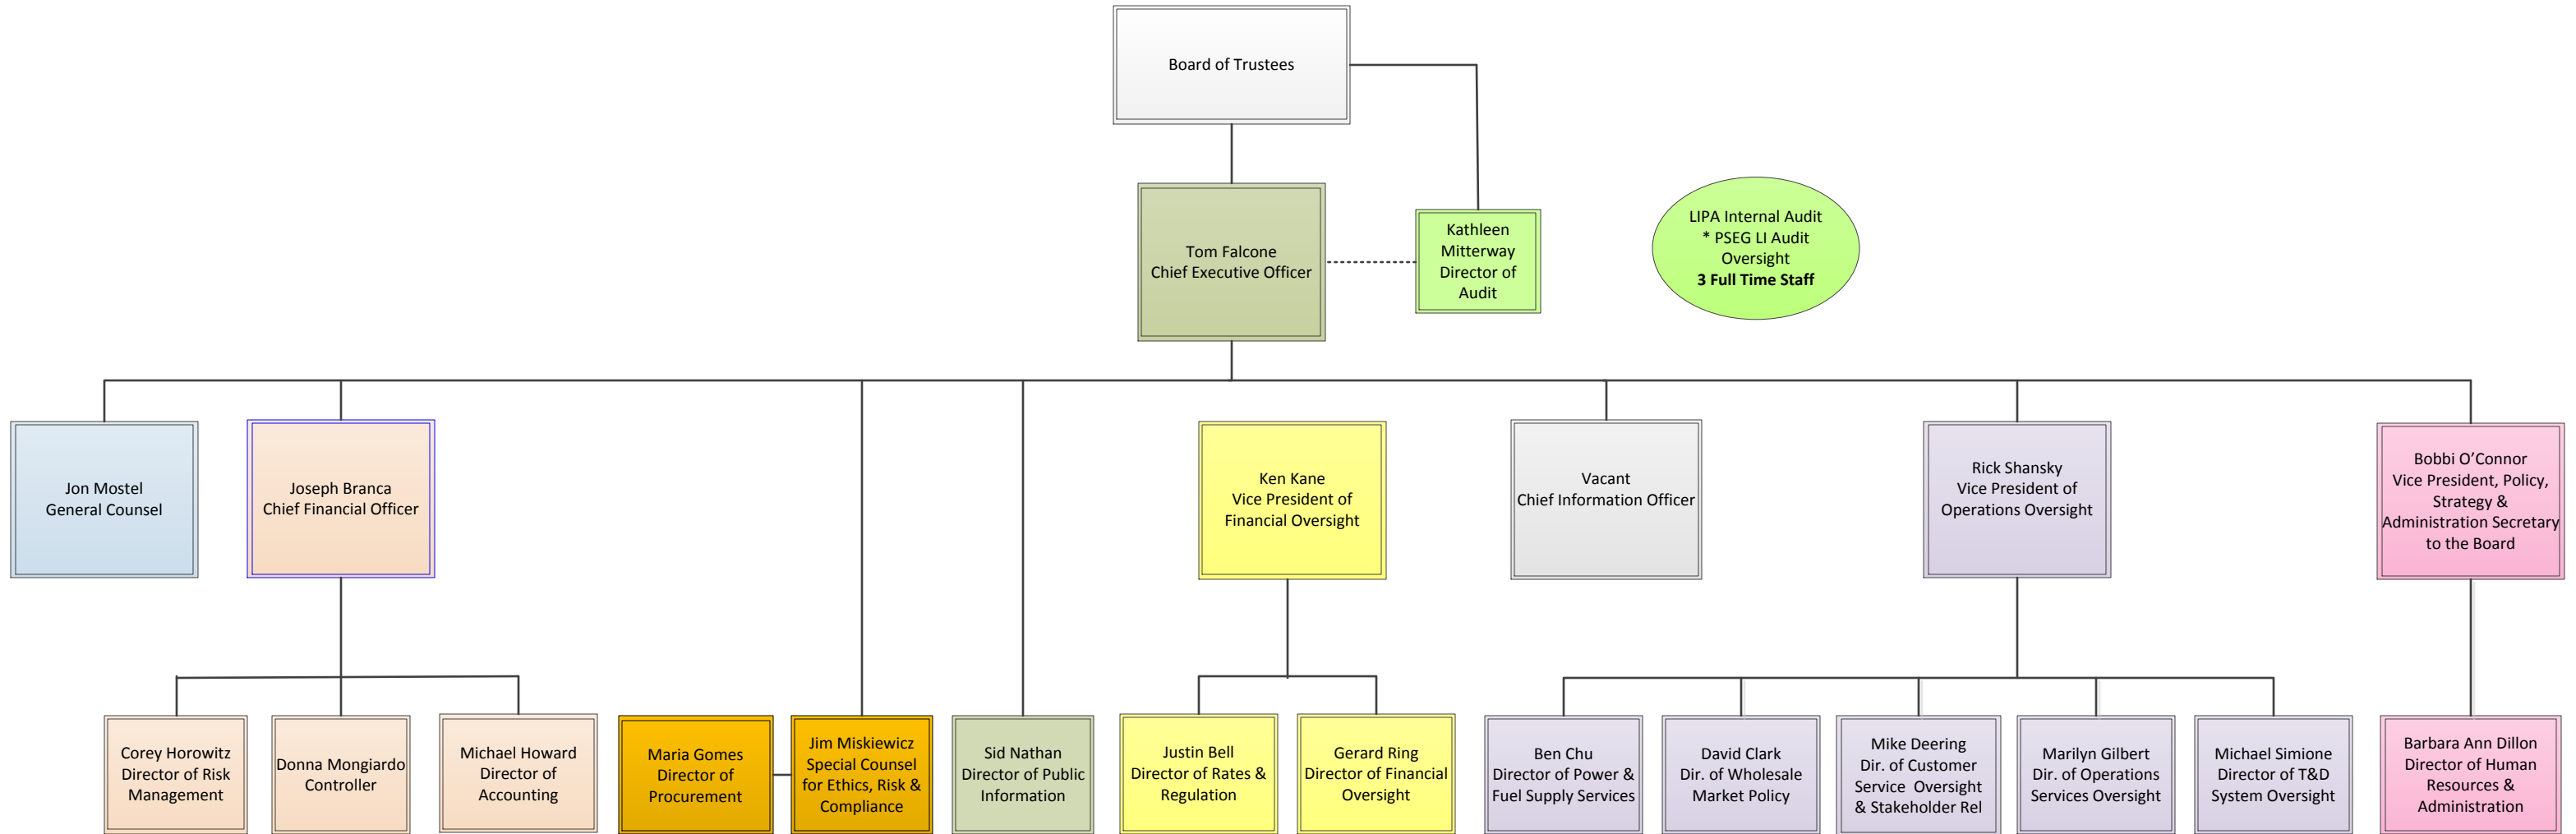 Board of Trustees
Tom Falcone
Chief Executive Officer
Kathleen
Mitterway
Director of
Audit
LIPA Internal Audit
* PSEG LI Audit
Oversight
3 Full Time Staff
Jon Mostel
General Counsel
Joseph Branca
Chief Financial Officer
Ken Kane
Vice President of
Financial Oversight
Vacant
Chief Information Officer
Rick Shansky
Vice President of
Operations Oversight
Bobbi O’Connor
Vice President, Policy,
Strategy &
Administration Secretary
to the Board
Corey Horowitz
Director of Risk
Management
Donna Mongiardo
Controller
Michael Howard
Director of
Accounting
Maria Gomes
Director of
Procurement
Jim Miskiewicz
Special Counsel
for Ethics, Risk &
Compliance
Sid Nathan
Director of Public
Information
Justin Bell
Director of Rates &
Regulation
Gerard Ring
Director of Financial
Oversight
Ben Chu
Director of Power &
Fuel Supply Services
David Clark
Dir. of Wholesale
Market Policy
Mike Deering
Dir. of Customer
Service Oversight
& Stakeholder Rel
Marilyn Gilbert
Dir. of Operations
Services Oversight
Michael Simione
Director of T&D
System Oversight
Barbara Ann Dillon
Director of Human
Resources &
Administration